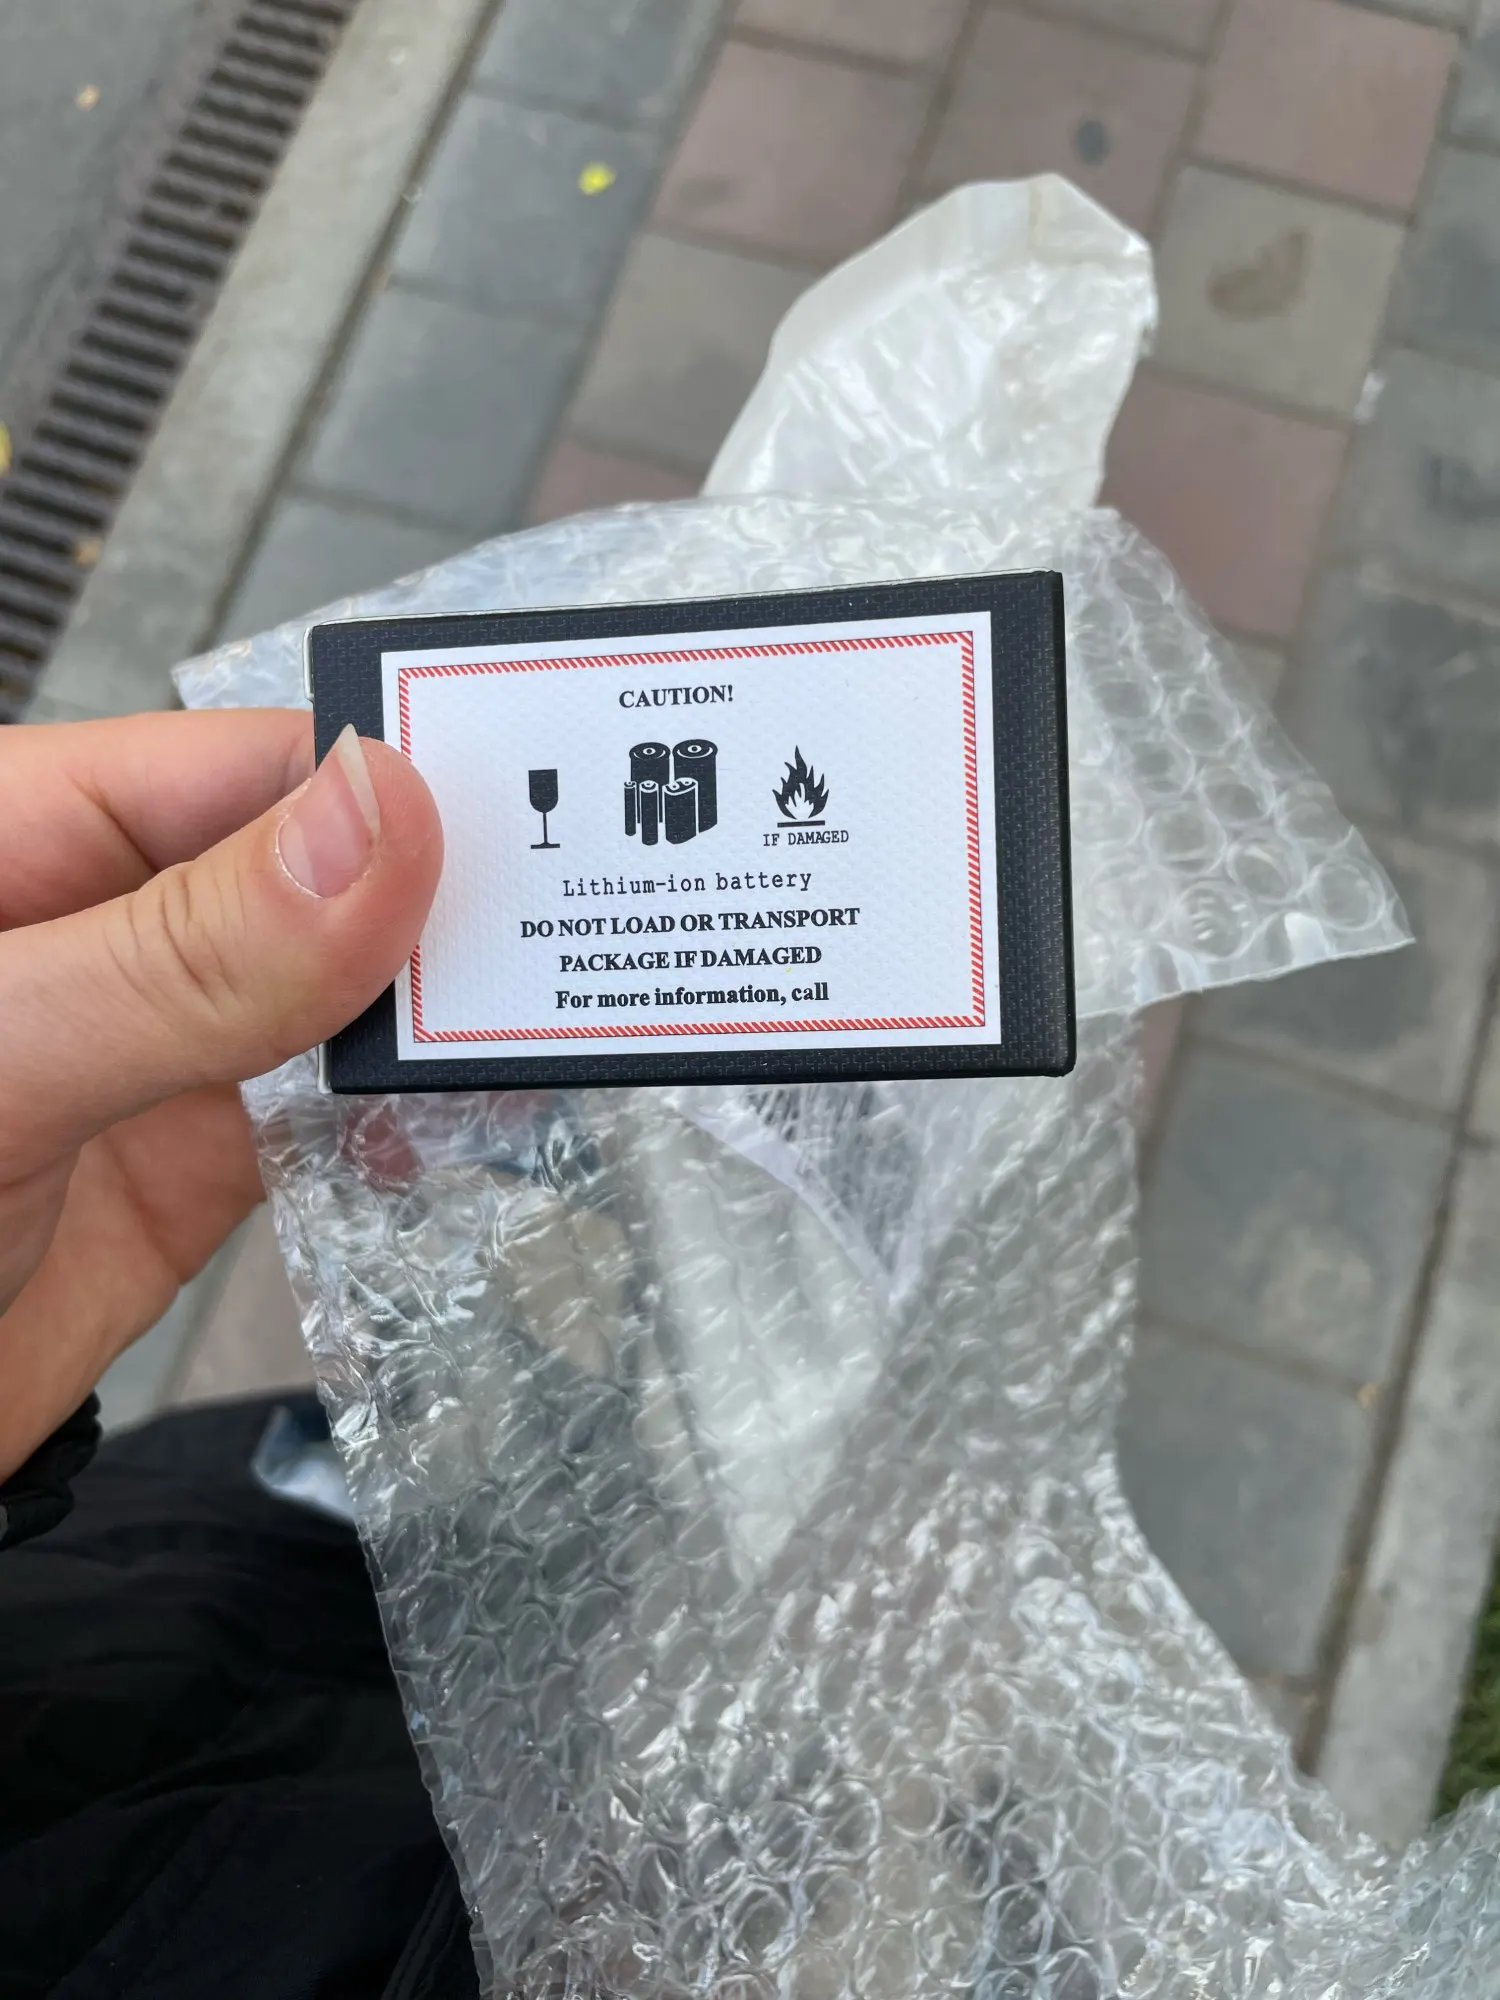 CAUTION!
IF DAMAGED
Lithium-ion battery
DO NOT LOAD OR TRANSPORT
PACKAGE IF DAMAGED
For more information, call